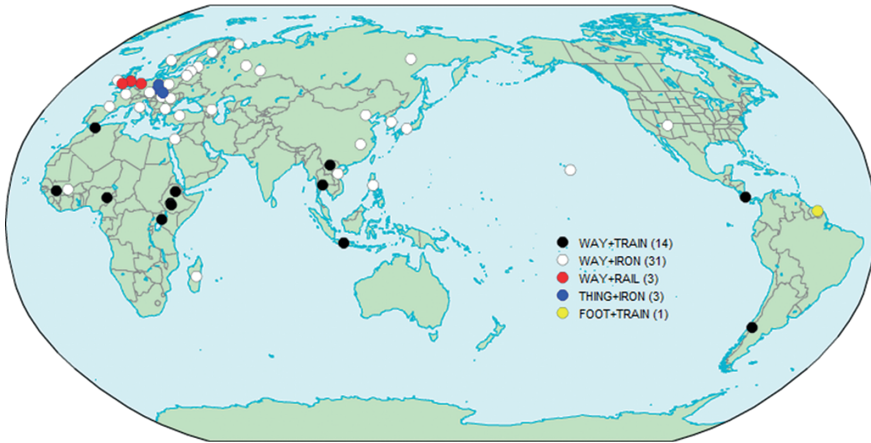 WAY+TRAIN (14)
WAY+IRON (31)
WAY+RAIL (3)
THING+IRON (3)
FOOT+TRAIN (1)